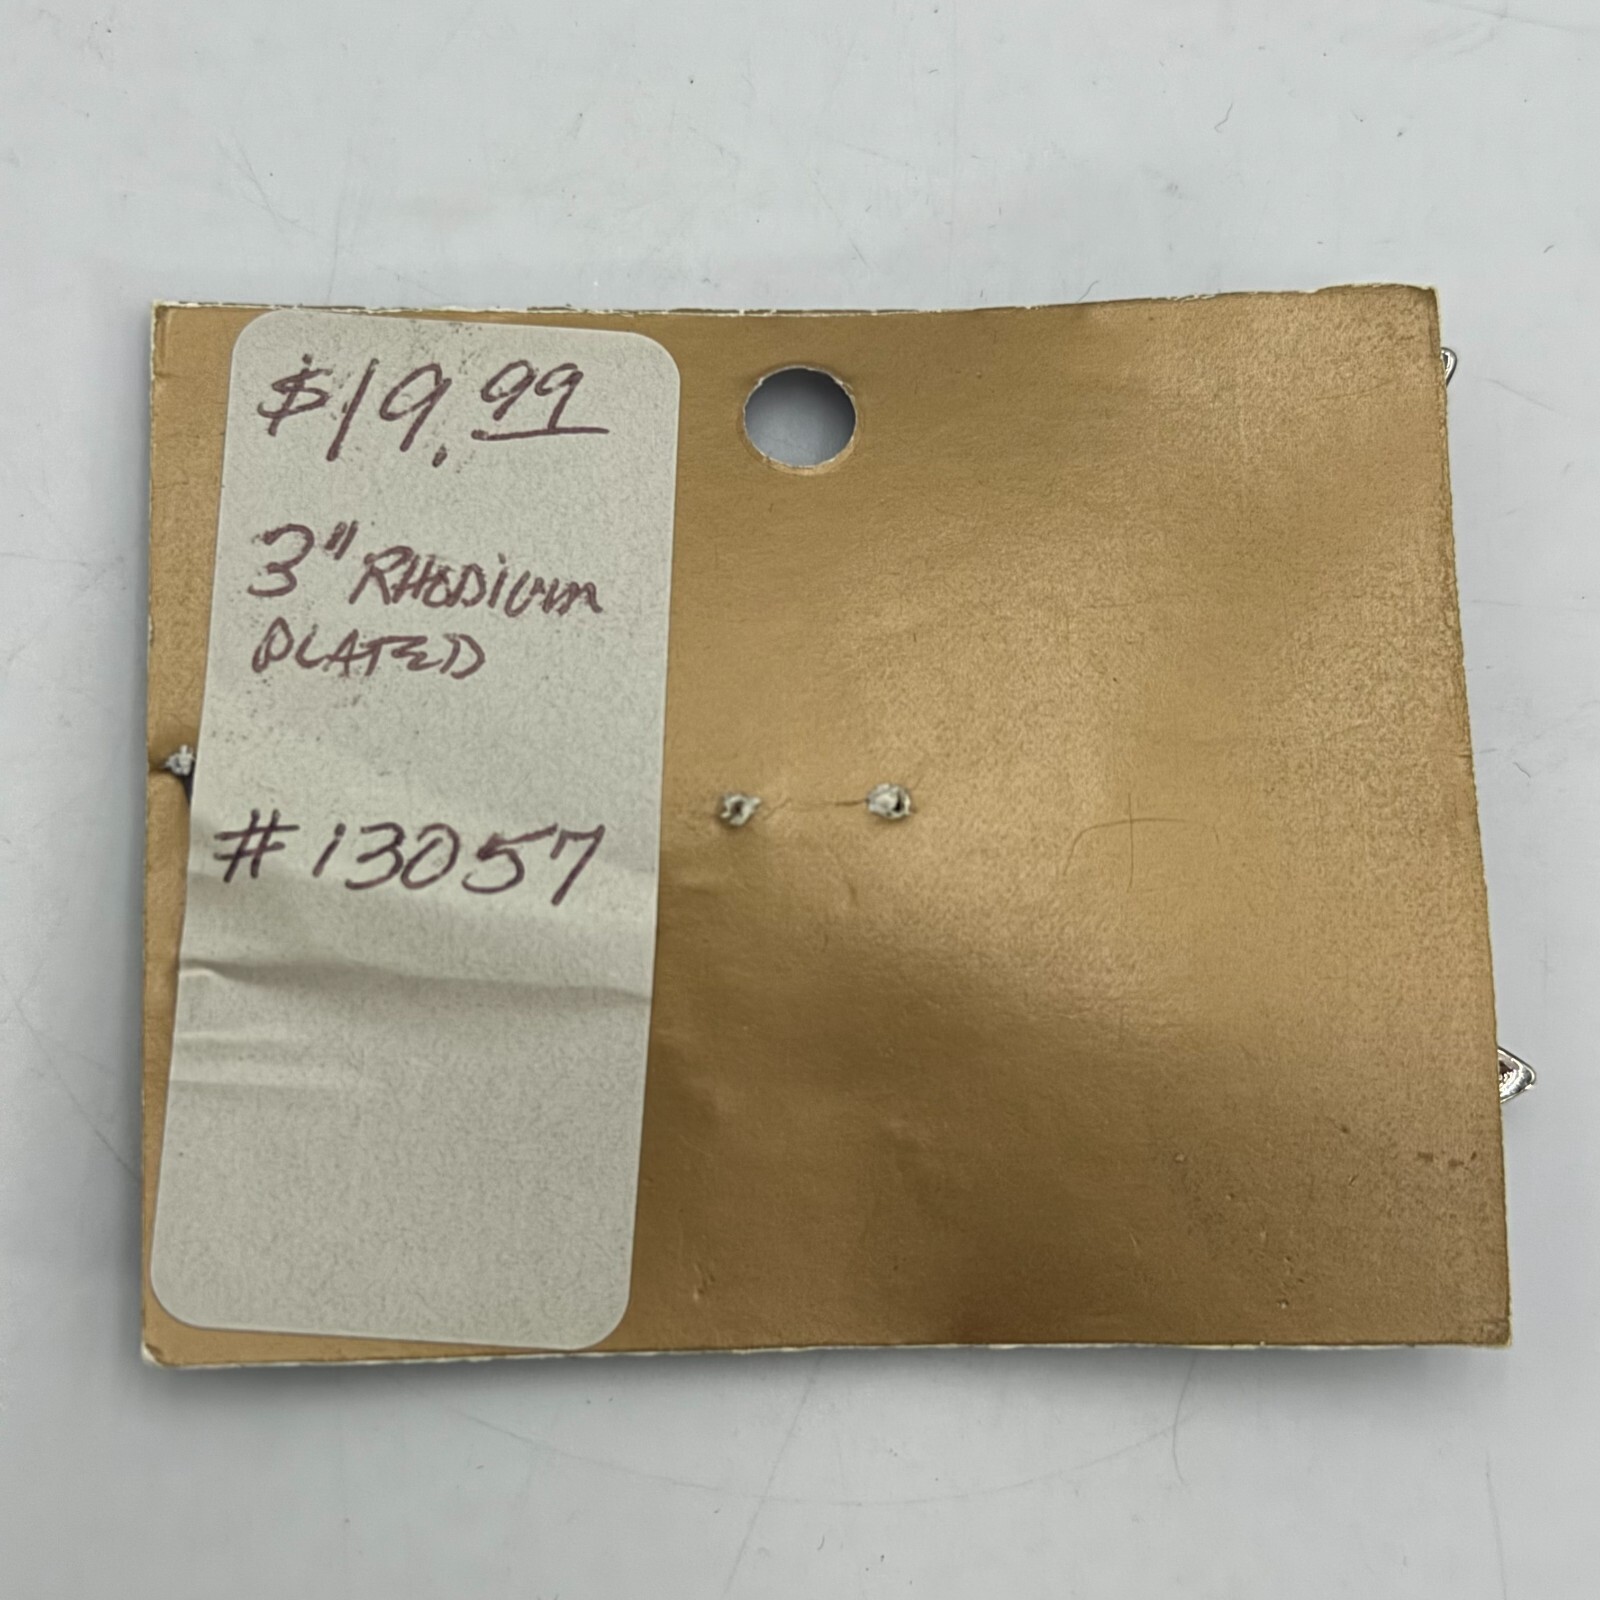 $19.99
3" RHODIUM
PLATED
#13057